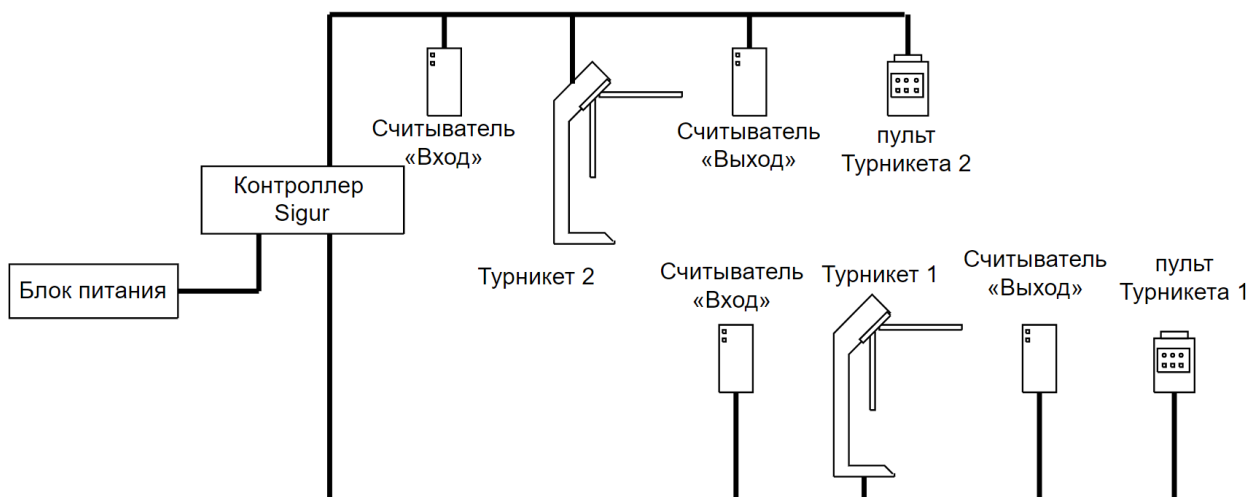 Считыватель
«Вход»
Считыватель
«Выход»
пульт
Турникета 2
Контроллер
Sigur
Блок питания
Турникет 2
Считыватель
«Вход»
Турникет 1
Считыватель
«Выход»
пульт
Турникета 1